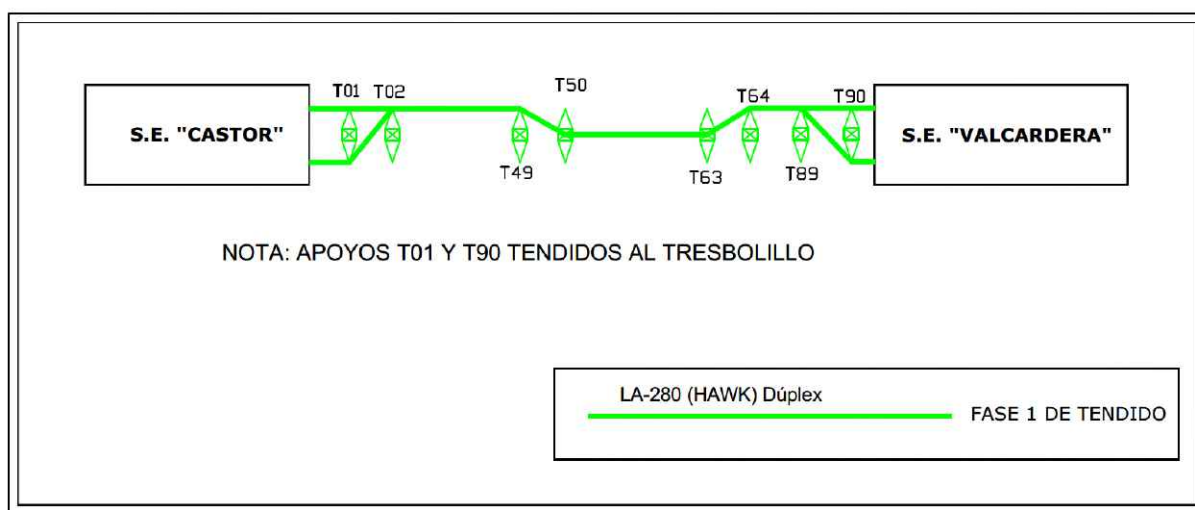 T01 T02 T50 T64 T90
S.E. "CASTOR"
S.E. "VALCARDERA"
T49 T63 T89
NOTA: APOYOS T01 Y T90 TENDIDOS AL TRESBOLILLO
LA-280 (HAWK) Dúplex
FASE 1 DE TENDIDO